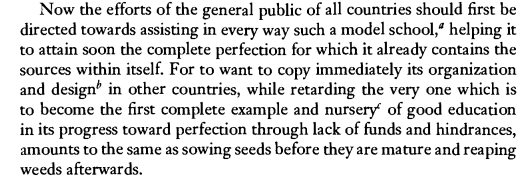 Now the efforts of the general public of all countries should first be
directed towards assisting in every way such a model school,a helping it
to attain soon the complete perfection for which it already contains the
sources within itself. For to want to copy immediately its organization
and designb in other countries, while retarding the very one which is
to become the first complete example and nurseryc of good education
in its progress toward perfection through lack of funds and hindrances,
amounts to the same as sowing seeds before they are mature and reaping
weeds afterwards.